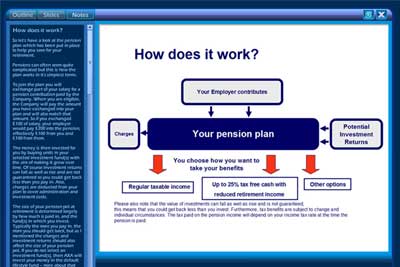 Outline
Slides
Notes
How does it work?
So let's have a look at the pension
plan which has been put in place
to help you save for your
retirement.
Pensions can often seem quite
complicated but this is how the
plan works in it's simplest terms.
To join the plan you will
exchange part of your salary for a
pension contribution paid by the
Company. When you are eligible,
the Company will pay the amount
you have exchanged into your
plan and will also match that
amount. So if you exchanged
£100 of salary, your employer
would pay £200 into the pension,
effectively £100 from you and
£100 from them.
The money is then invested for
you by buying units in your
selected investment fund(s) with
the aim of making it grow over
time. Of course investment returns
can fall as well as rise and are not
guaranteed so you could get back
less than you pay in. Also,
charges are deducted from your
plan to cover administration and
investment costs.
The size of your pension pot at
retirement is determined largely
by how much is paid in, and the
fund(s) in which you invest.
Typically the more you pay in, the
more you should get back, but as I
mentioned the charges and
investment returns should also
affect the size of your pension
pot. If you do not select an
investment fund(s), then AXA will
invest your money in the default
lifestyle fund - more about that
How does it work?
Your Employer contributes
Charges
Your pension plan
Potential
Investment
Returns
You choose how you want to
take your benefits
Regular taxable income
Up to 25% tax free cash with
reduced retirement income
Other options
Please also note that the value of investments can fall as well as rise and is not guaranteed,
this means that you could get back less than you invest. Furthermore, tax benefits are subject to change and
individual circumstances. The tax paid on the pension income will depend on your income tax rate at the time the
pension is paid.